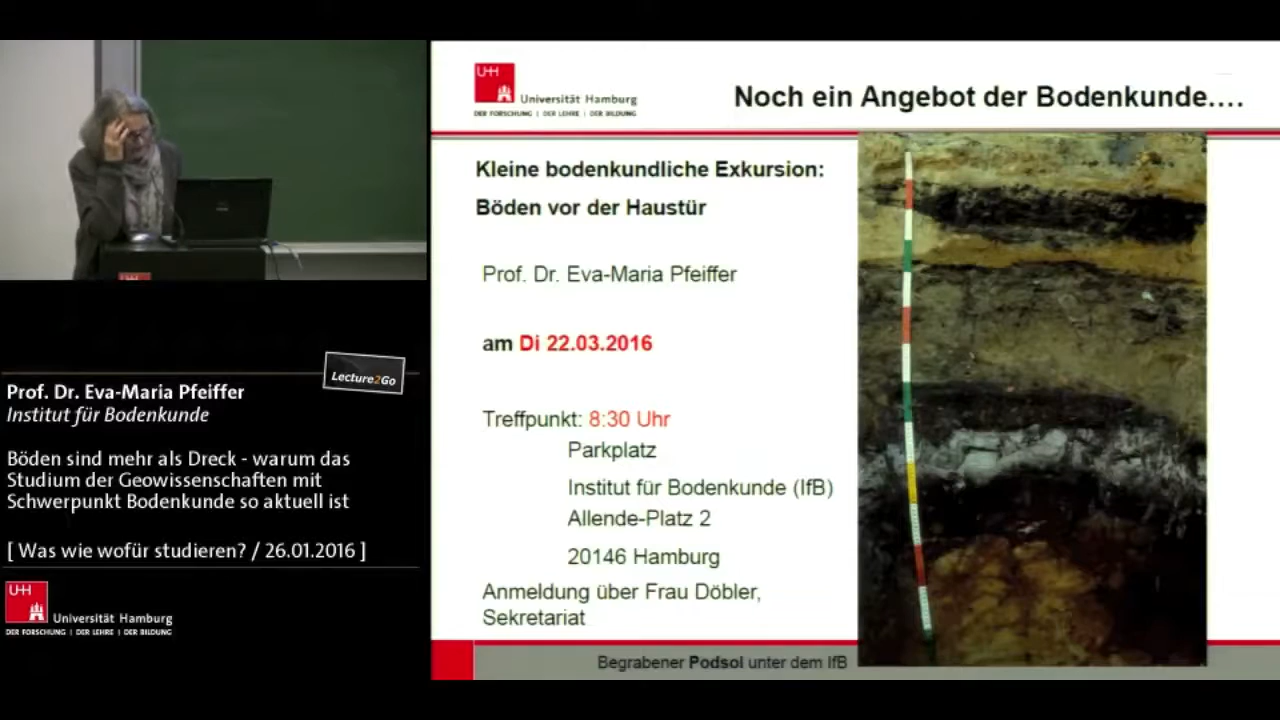 UHH
Universität Hamburg
DER FORSCHUNG | DER LEHRE | DER BILDUNG
Noch ein Angebot der Bodenkunde....
Kleine bodenkundliche Exkursion:
Böden vor der Haustür
Prof. Dr. Eva-Maria Pfeiffer
am Di 22.03.2016
Treffpunkt: 8:30 Uhr
Parkplatz
Institut für Bodenkunde (IfB)
Allende-Platz 2
20146 Hamburg
Anmeldung über Frau Döbler,
Sekretariat
Begrabener Podsol unter dem IfB
Lecture2Go
Prof. Dr. Eva-Maria Pfeiffer
Institut für Bodenkunde
Böden sind mehr als Dreck - warum das
Studium der Geowissenschaften mit
Schwerpunkt Bodenkunde so aktuell ist
[ Was wie wofür studieren? / 26.01.2016 ]
UHH
Universität Hamburg
DER FORSCHUNG | DER LEHRE | DER BILDUNG